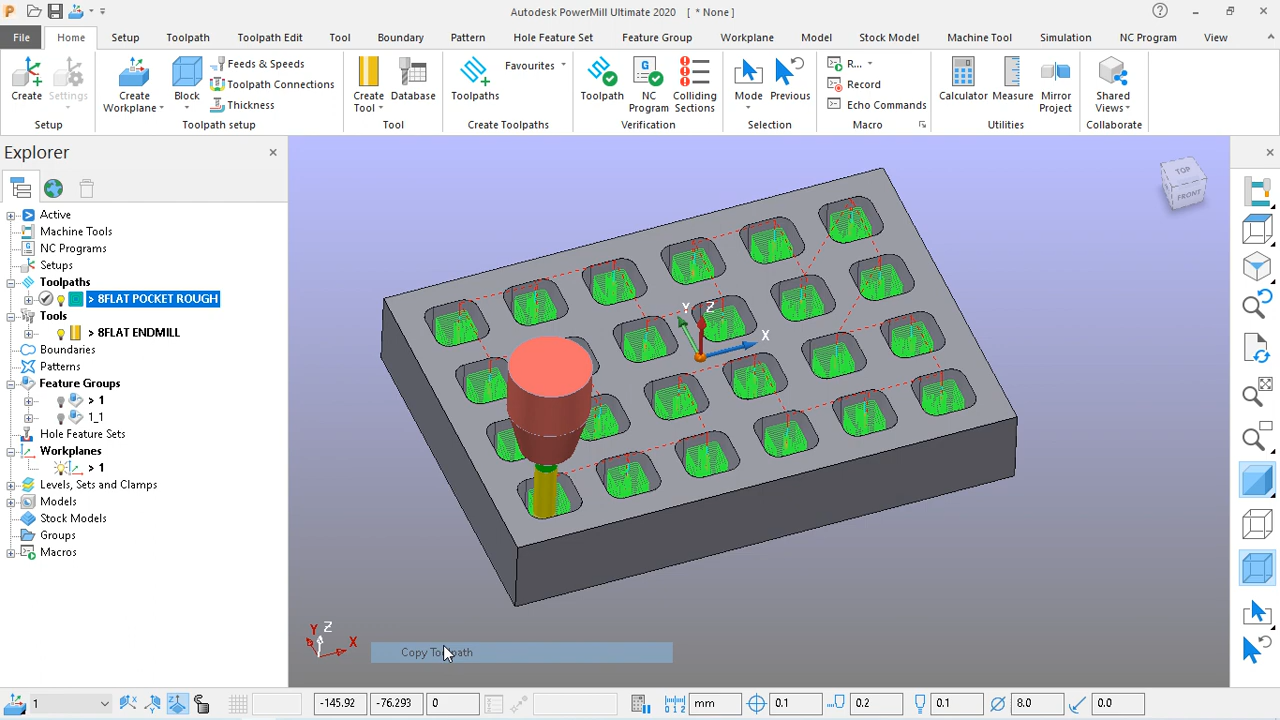 Autodesk PowerMill Ultimate 2020 [ * None ]
File Home Setup Toolpath Toolpath Edit Tool Boundary Pattern Hole Feature Set Feature Group Workplane Model Stock Model Machine Tool Simulation NC Program View
Create
Settings
Setup
Create Workplane
Block
Feeds & Speeds
Toolpath Connections
Thickness
Toolpath setup
Create Tool
Database
Tool
Toolpaths
Favourites
Create Toolpaths
Toolpath
NC Program
Colliding Sections
Verification
Mode
Previous
Selection
R...
Record
Echo Commands
Macro
Calculator
Measure
Mirror Project
Utilities
Shared Views
Collaborate
Explorer
Active
Machine Tools
NC Programs
Setups
Toolpaths
> 8FLAT POCKET ROUGH
Tools
> 8FLAT ENDMILL
Boundaries
Patterns
Feature Groups
> 1
1_1
Hole Feature Sets
Workplanes
> 1
Levels, Sets and Clamps
Models
Stock Models
Groups
Macros
TOP
FRONT
Y Z
X
Y Z X
Copy Toolpath
1 -145.92 -76.293 0 mm 0.1 0.2 0.1 8.0 0.0